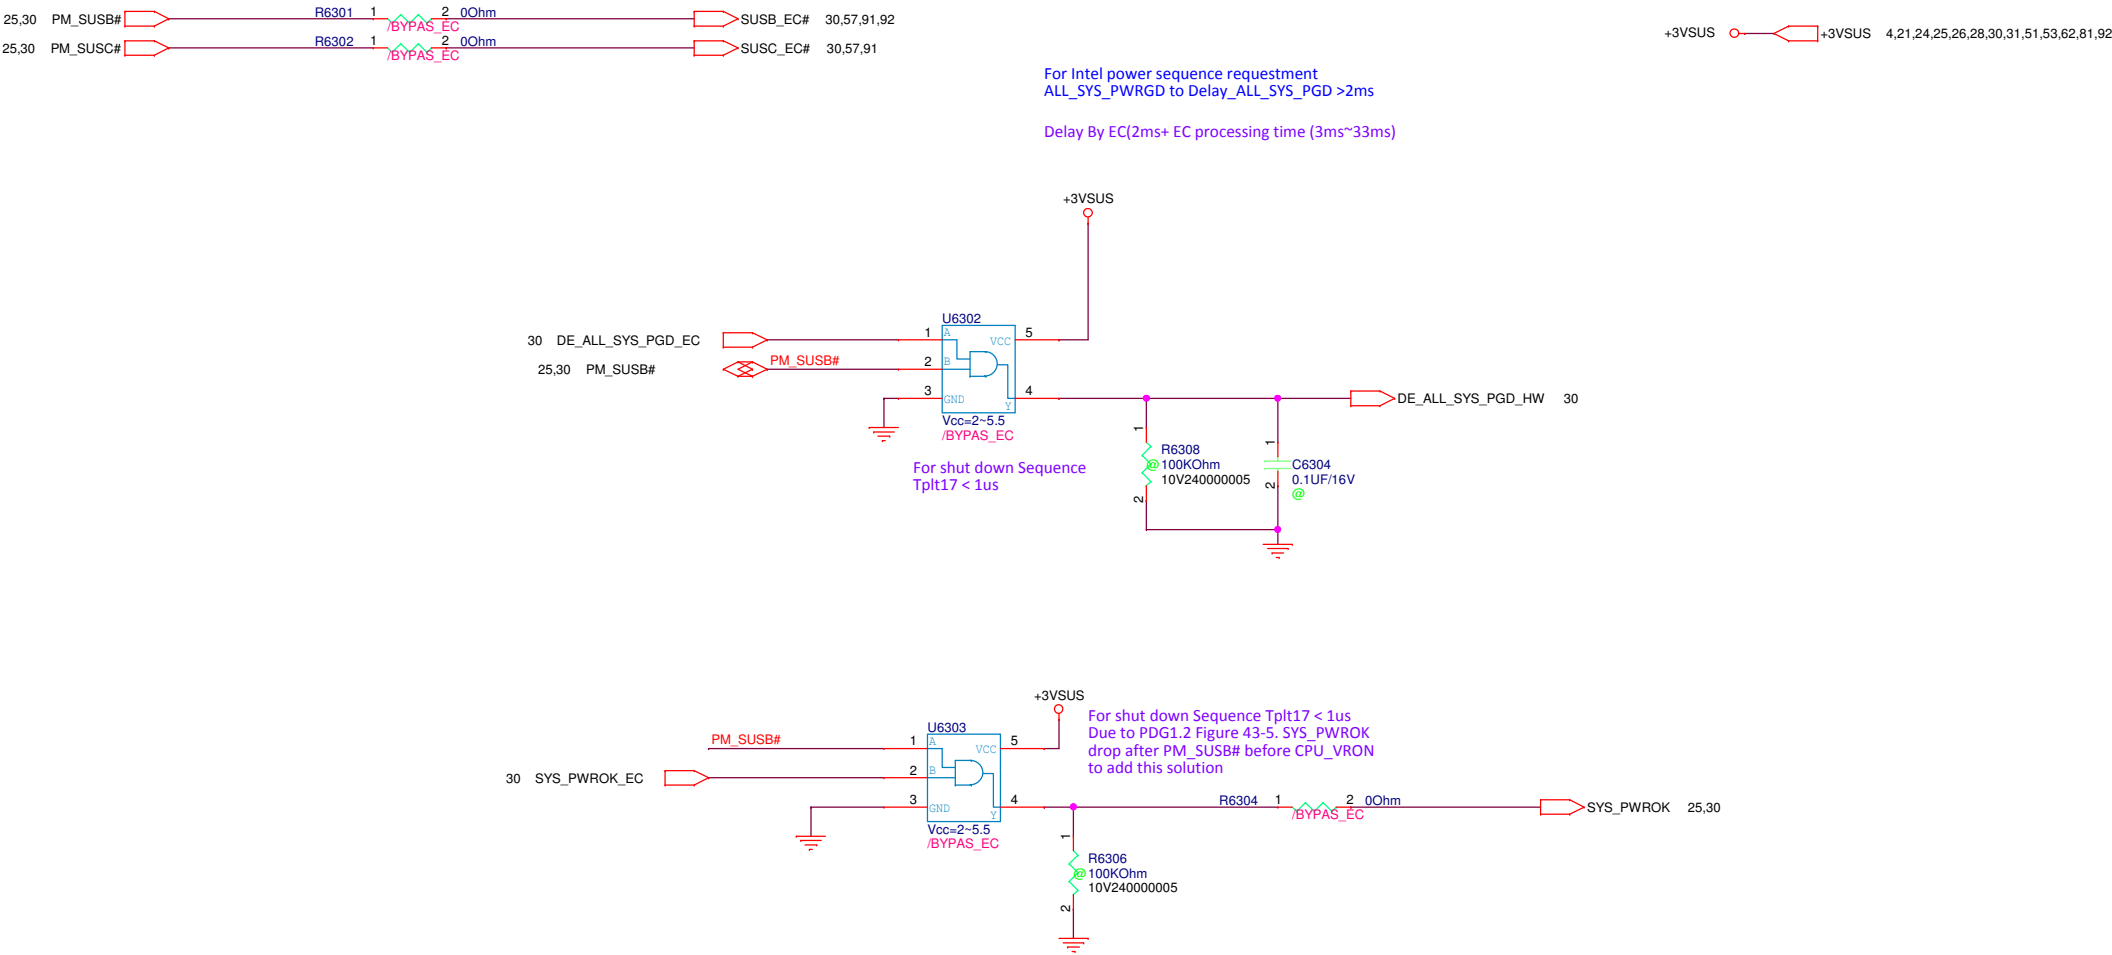 25,30 PM_SUSB# R6301 1 2 0Ohm /BYPAS_EC SUSB_EC# 30,57,91,92
25,30 PM_SUSC# R6302 1 2 0Ohm /BYPAS_EC SUSC_EC# 30,57,91
+3VSUS +3VSUS 4,21,24,25,26,28,30,31,51,53,62,81,92
For Intel power sequence requestment
ALL_SYS_PWRGD to Delay_ALL_SYS_PGD >2ms
Delay By EC(2ms+ EC processing time (3ms~33ms)
+3VSUS
U6302
30 DE_ALL_SYS_PGD_EC 1 A VCC 5
25,30 PM_SUSB# PM_SUSB# 2 B
3 GND Y 4 DE_ALL_SYS_PGD_HW 30
Vcc=2~5.5
/BYPAS_EC
For shut down Sequence
Tplt17 < 1us
1
R6308
@ 100KOhm
10V240000005
2
1
C6304
0.1UF/16V
@
2
+3VSUS
For shut down Sequence Tplt17 < 1us
Due to PDG1.2 Figure 43-5. SYS_PWROK
drop after PM_SUSB# before CPU_VRON
to add this solution
U6303
PM_SUSB# 1 A VCC 5
30 SYS_PWROK_EC 2 B
3 GND Y 4 R6304 1 2 0Ohm /BYPAS_EC SYS_PWROK 25,30
Vcc=2~5.5
/BYPAS_EC
1
R6306
@ 100KOhm
10V240000005
2